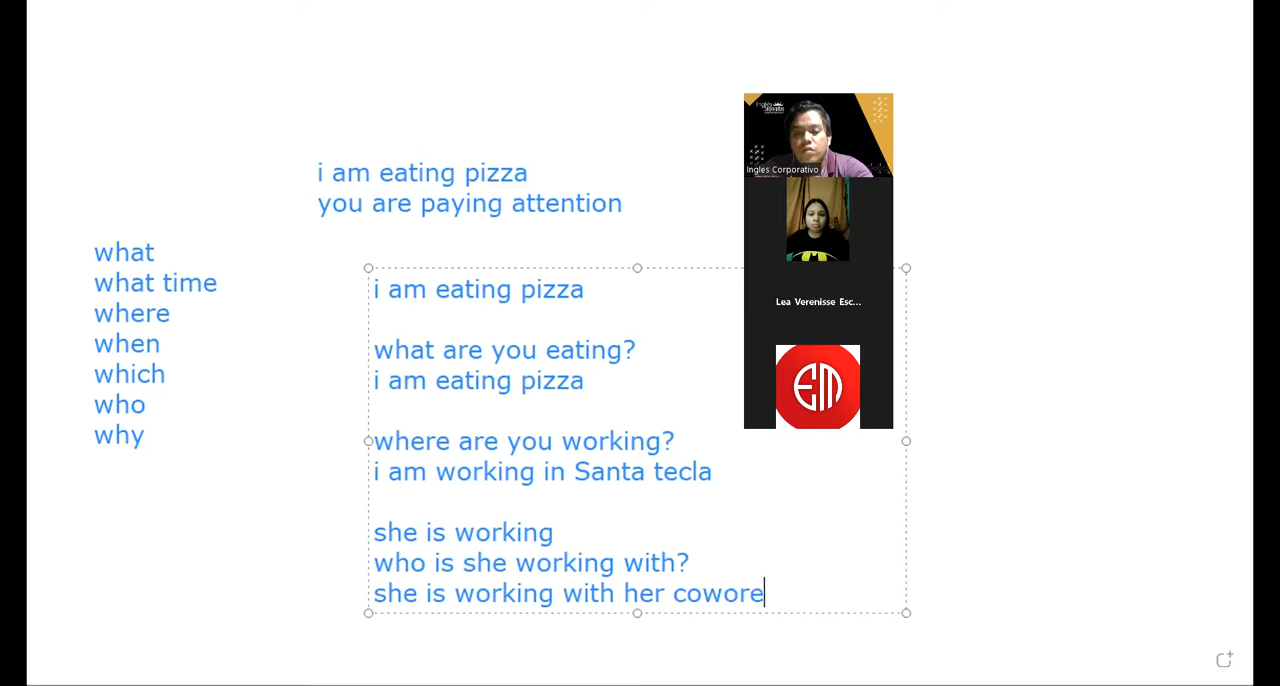 i am eating pizza
you are paying attention
what
what time
where
when
which
who
why
i am eating pizza
what are you eating?
i am eating pizza
where are you working?
i am working in Santa tecla
she is working
who is she working with?
she is working with her cowore
Ingles Corporativo
Lea Verenisse Esc...
EM